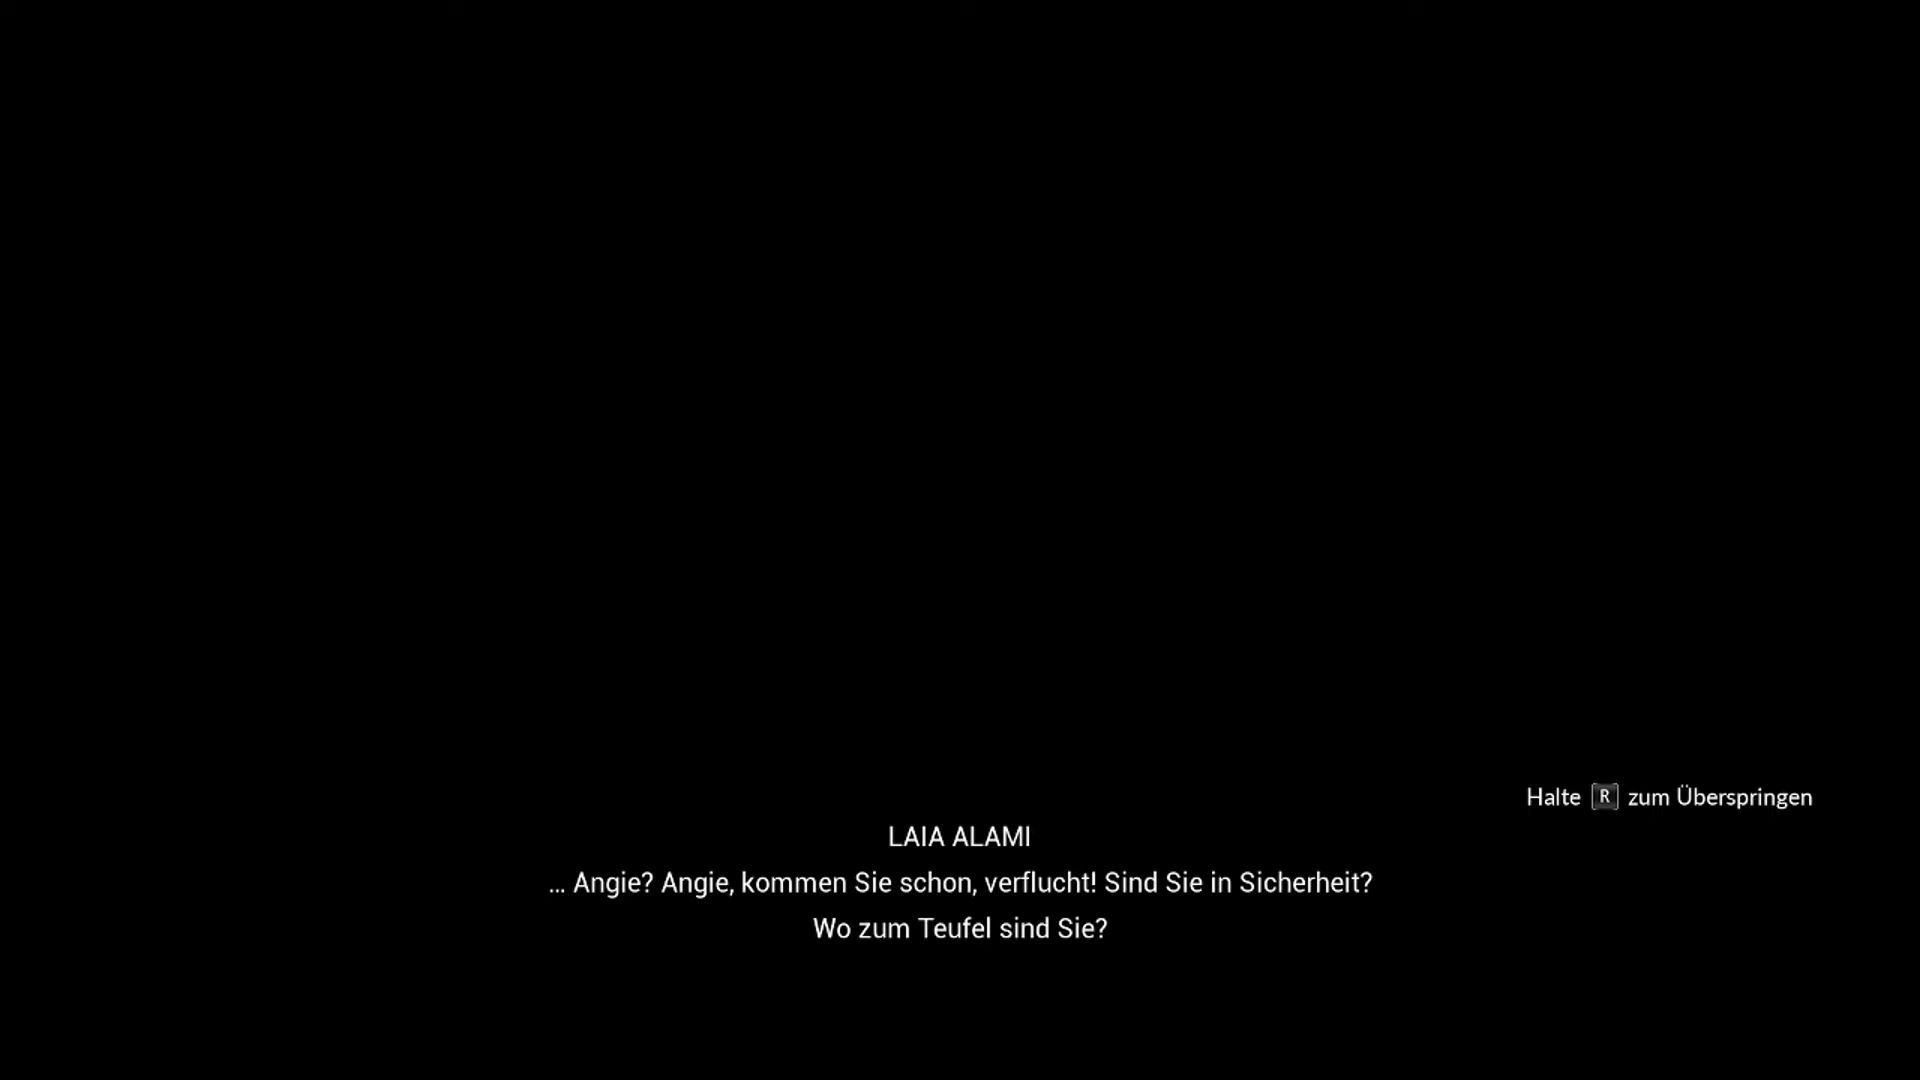 Halte R zum Überspringen
LAIA ALAMI
... Angie? Angie, kommen Sie schon, verflucht! Sind Sie in Sicherheit?
Wo zum Teufel sind Sie?